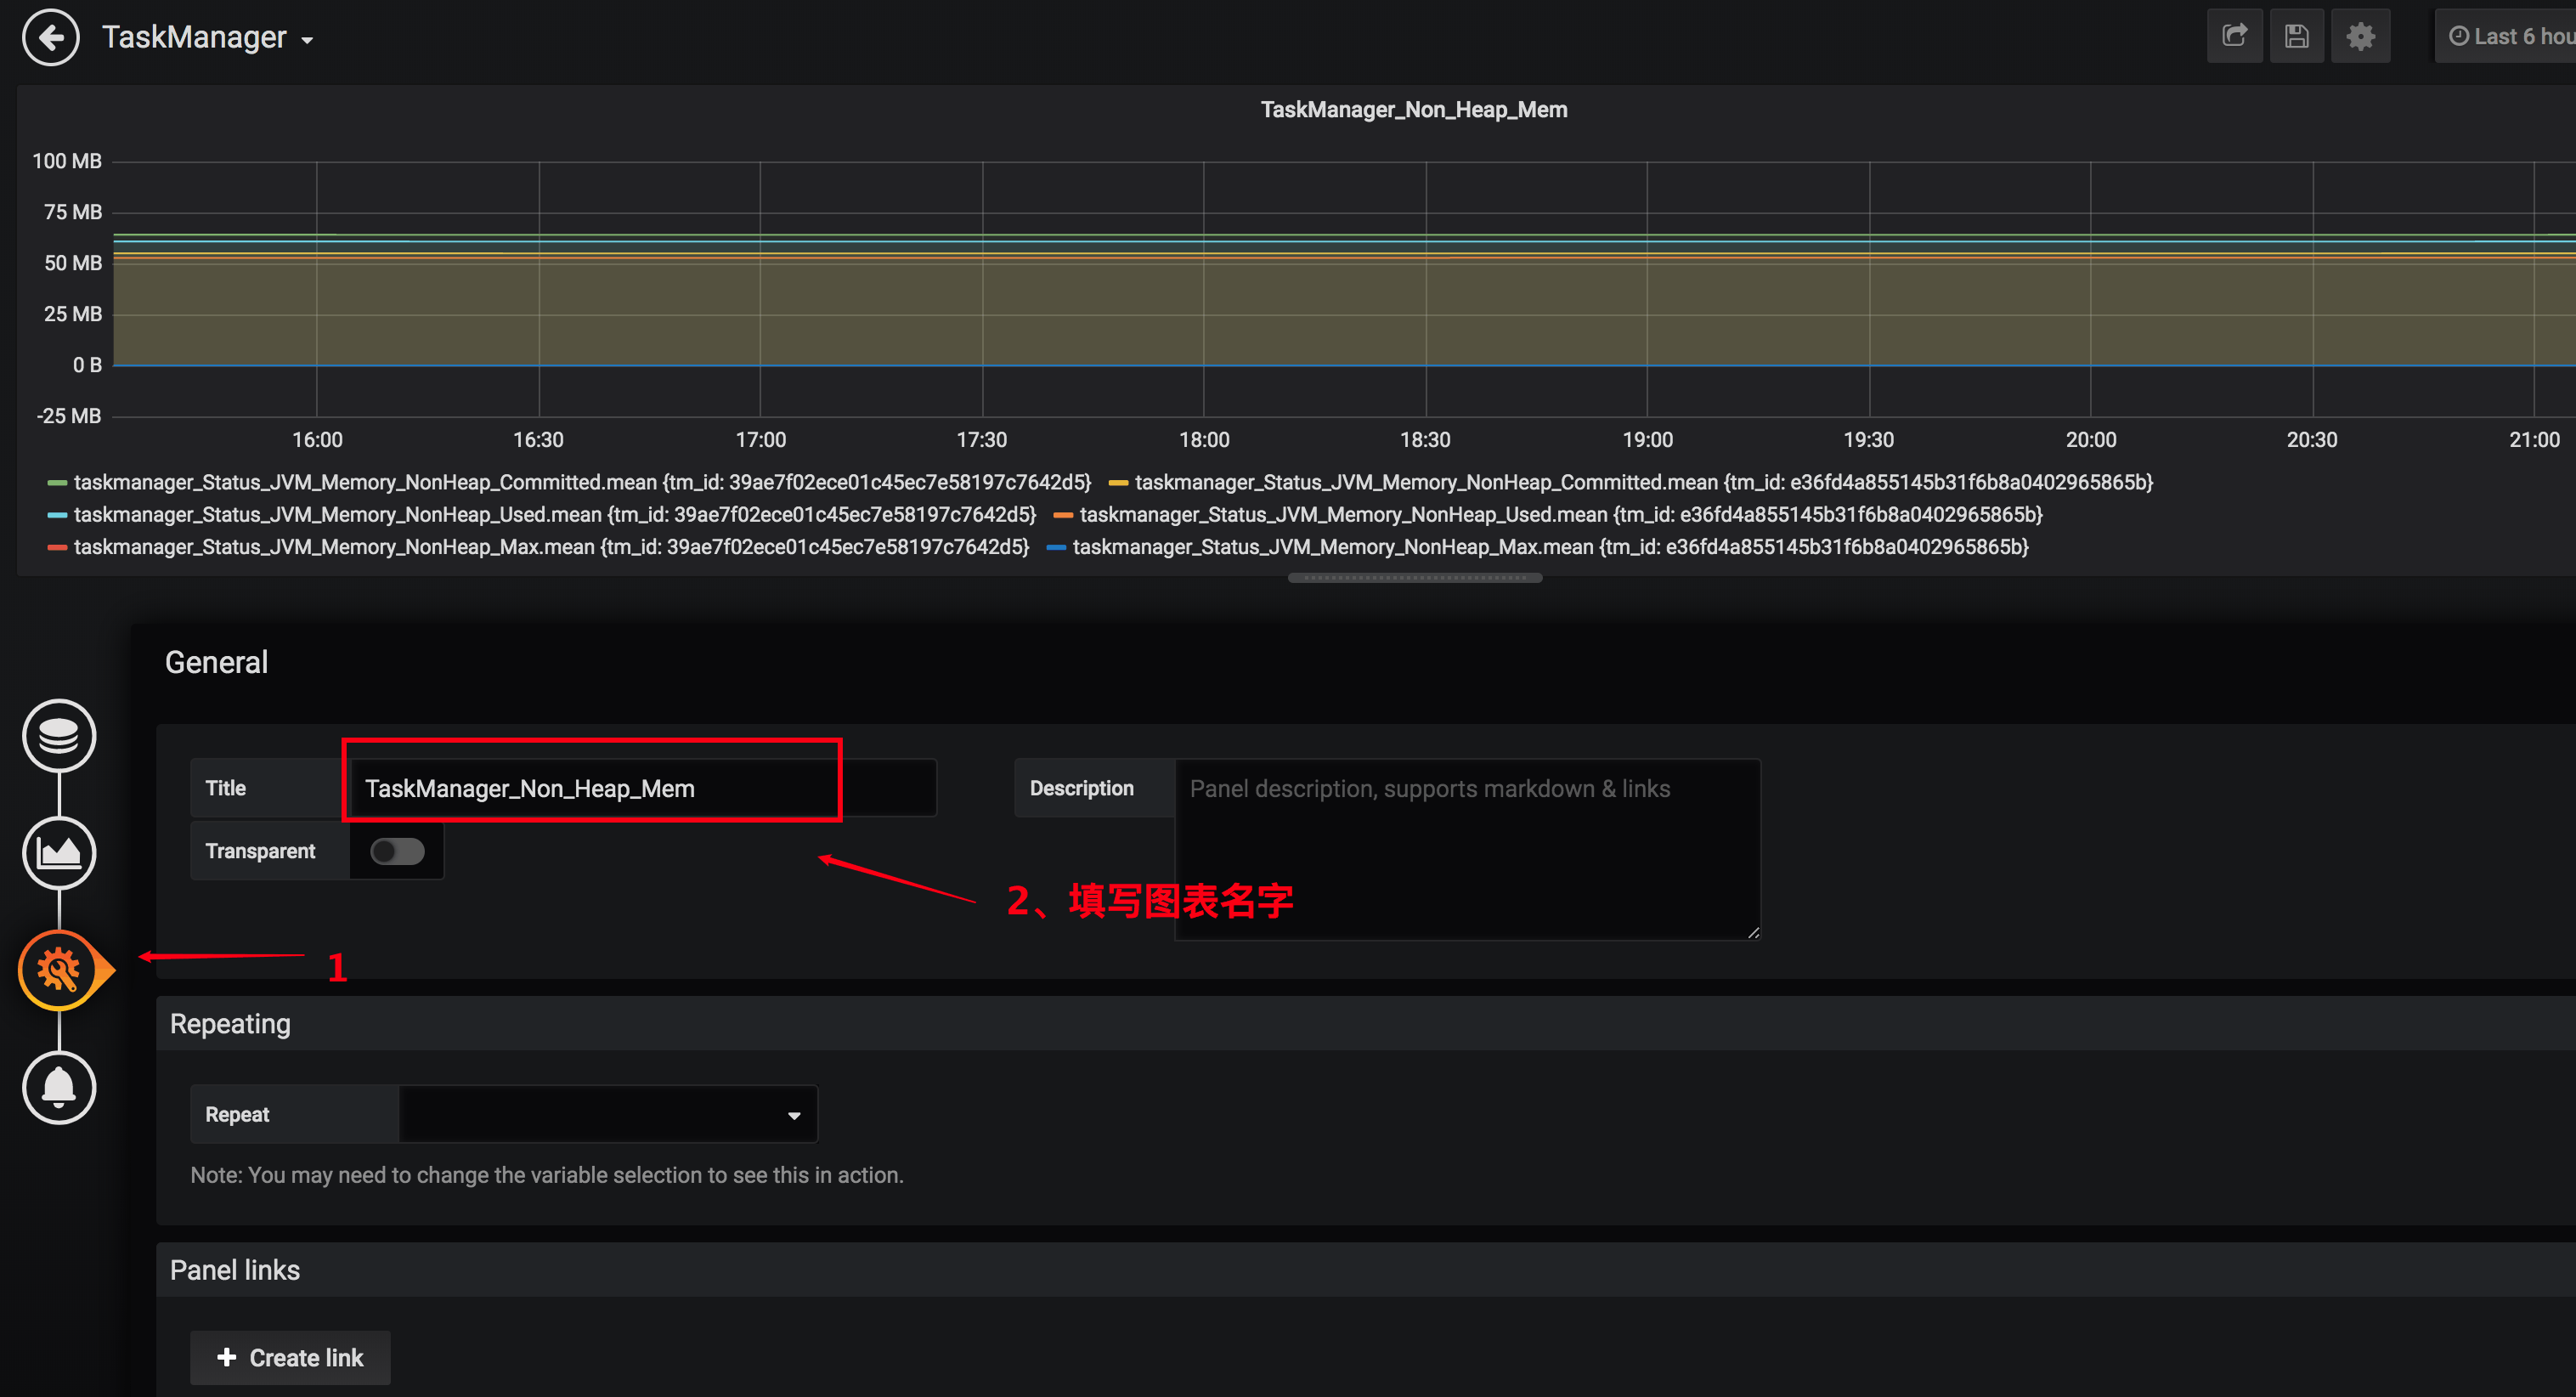 TaskManager
Last 6 hou
TaskManager_Non_Heap_Mem
100 MB
75 MB
50 MB
25 MB
0 B
-25 MB
16:00 16:30 17:00 17:30 18:00 18:30 19:00 19:30 20:00 20:30 21:00
taskmanager_Status_JVM_Memory_NonHeap_Committed.mean {tm_id: 39ae7f02ece01c45ec7e58197c7642d5} taskmanager_Status_JVM_Memory_NonHeap_Committed.mean {tm_id: e36fd4a855145b31f6b8a0402965865b}
taskmanager_Status_JVM_Memory_NonHeap_Used.mean {tm_id: 39ae7f02ece01c45ec7e58197c7642d5} taskmanager_Status_JVM_Memory_NonHeap_Used.mean {tm_id: e36fd4a855145b31f6b8a0402965865b}
taskmanager_Status_JVM_Memory_NonHeap_Max.mean {tm_id: 39ae7f02ece01c45ec7e58197c7642d5} taskmanager_Status_JVM_Memory_NonHeap_Max.mean {tm_id: e36fd4a855145b31f6b8a0402965865b}
General
Title TaskManager_Non_Heap_Mem
Description Panel description, supports markdown & links
Transparent
2、填写图表名字
1
Repeating
Repeat
Note: You may need to change the variable selection to see this in action.
Panel links
+ Create link